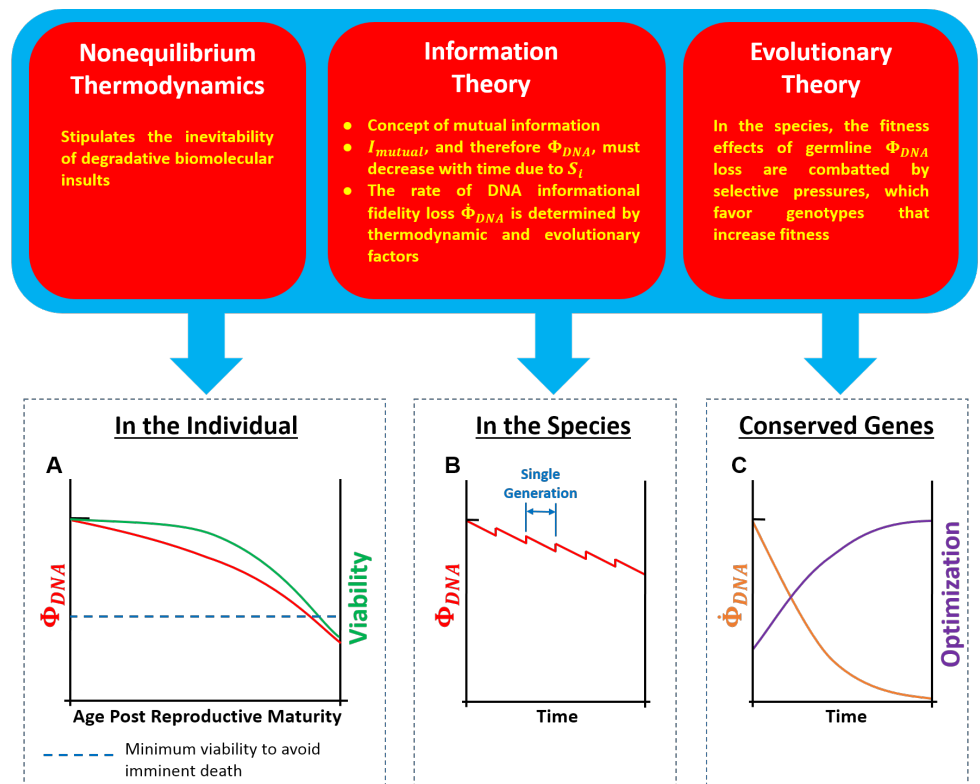 Nonequilibrium
Thermodynamics
Stipulates the inevitability
of degradative biomolecular
insults
Information
Theory
● Concept of mutual information
● I_mutual, and therefore Φ_DNA, must
decrease with time due to S_i
● The rate of DNA informational
fidelity loss Φ̇_DNA is determined by
thermodynamic and evolutionary
factors
Evolutionary
Theory
In the species, the fitness
effects of germline Φ_DNA
loss are combatted by
selective pressures, which
favor genotypes that
increase fitness
In the Individual
A
Φ_DNA
Viability
Age Post Reproductive Maturity
Minimum viability to avoid
imminent death
In the Species
B
Single
Generation
Φ_DNA
Time
Conserved Genes
C
Φ̇_DNA
Optimization
Time